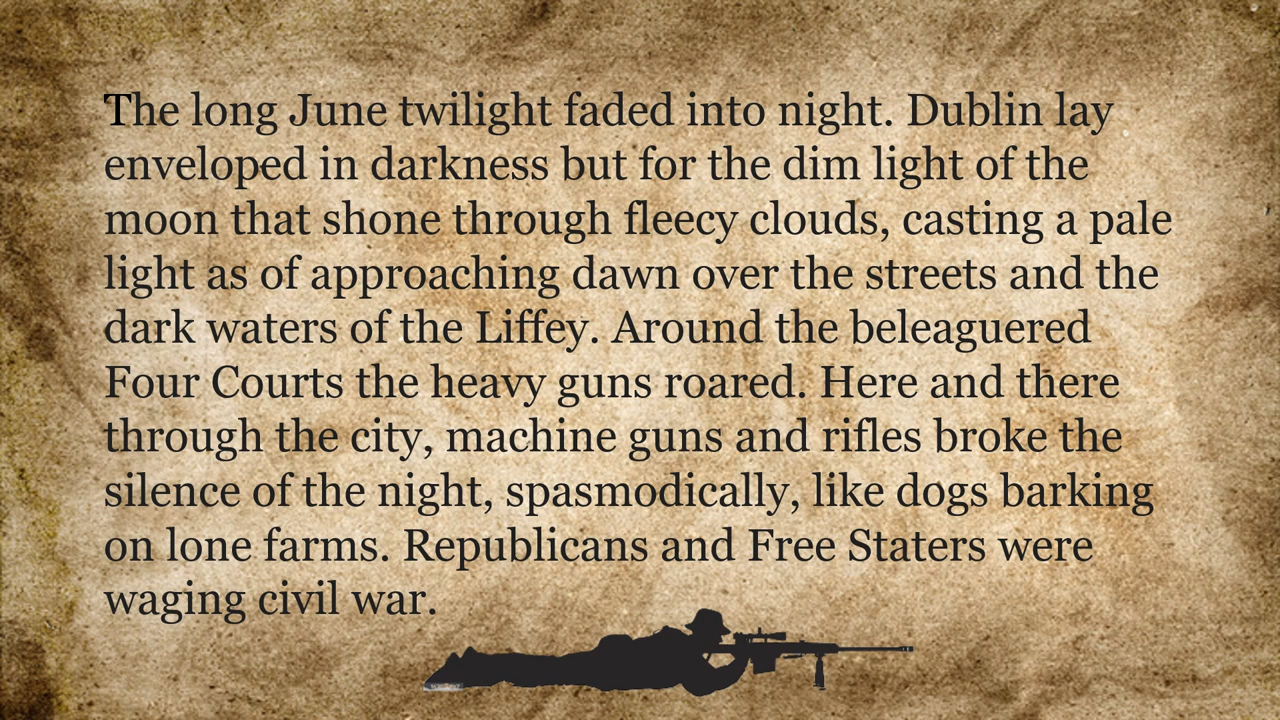 The long June twilight faded into night. Dublin lay
enveloped in darkness but for the dim light of the
moon that shone through fleecy clouds, casting a pale
light as of approaching dawn over the streets and the
dark waters of the Liffey. Around the beleaguered
Four Courts the heavy guns roared. Here and there
through the city, machine guns and rifles broke the
silence of the night, spasmodically, like dogs barking
on lone farms. Republicans and Free Staters were
waging civil war.